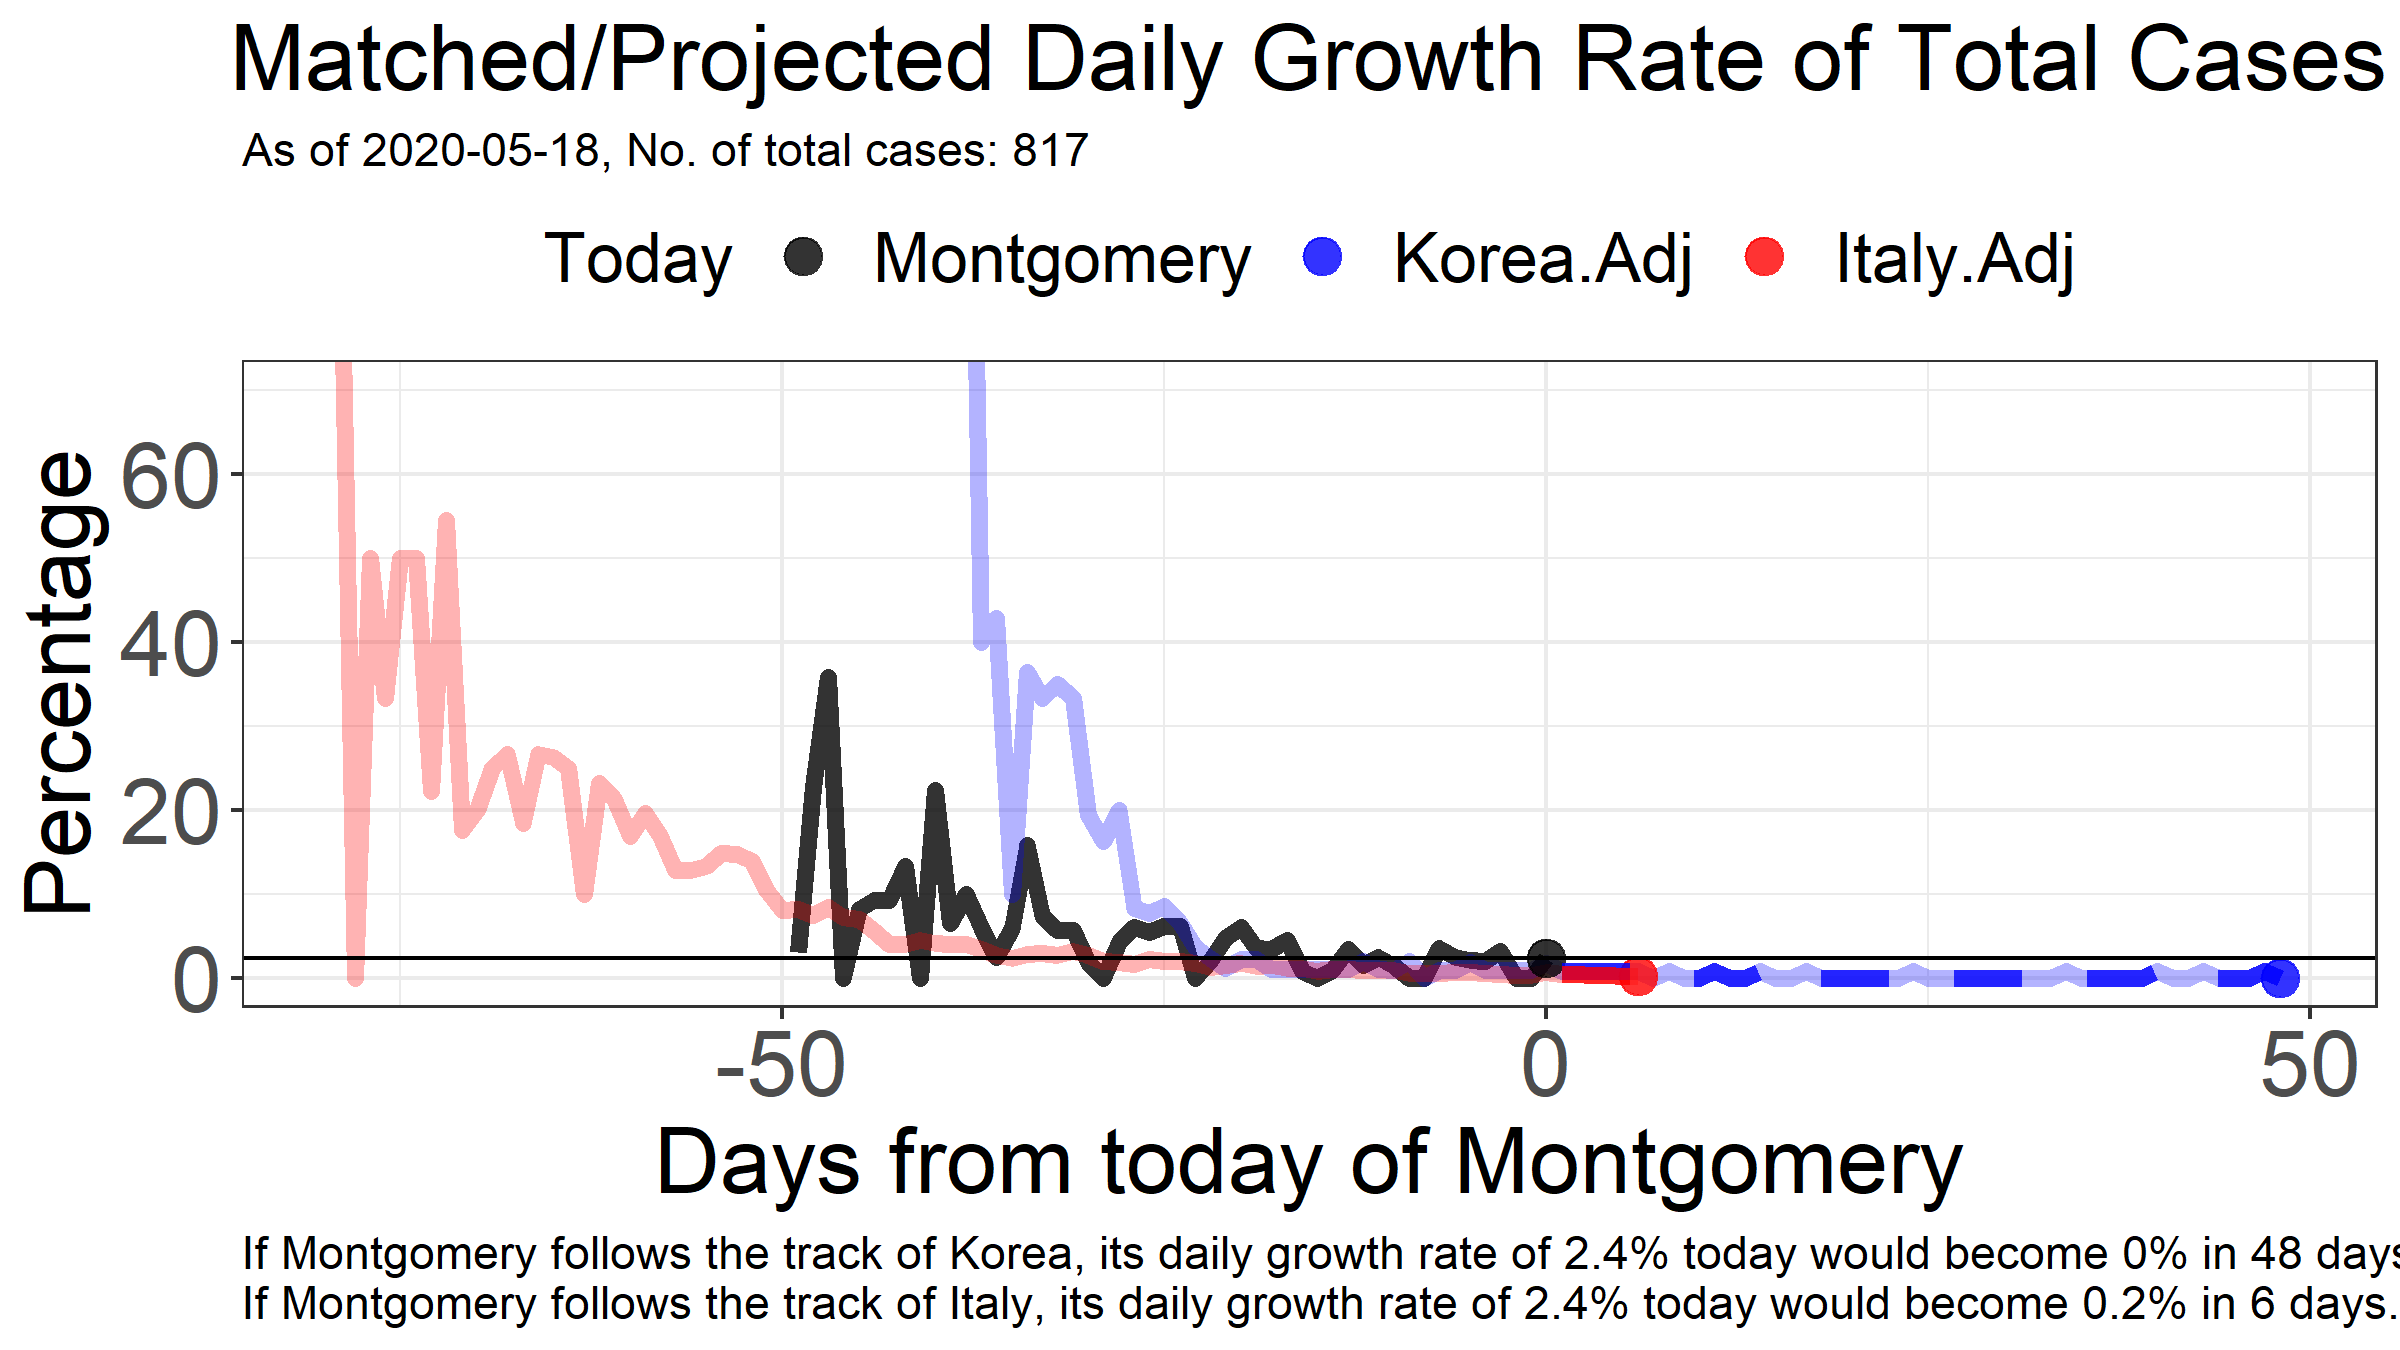 Matched/Projected Daily Growth Rate of Total Cases
As of 2020-05-18, No. of total cases: 817
Today Montgomery Korea.Adj Italy.Adj
Percentage
60
40
20
0
-50 0 50
Days from today of Montgomery
If Montgomery follows the track of Korea, its daily growth rate of 2.4% today would become 0% in 48 days
If Montgomery follows the track of Italy, its daily growth rate of 2.4% today would become 0.2% in 6 days.